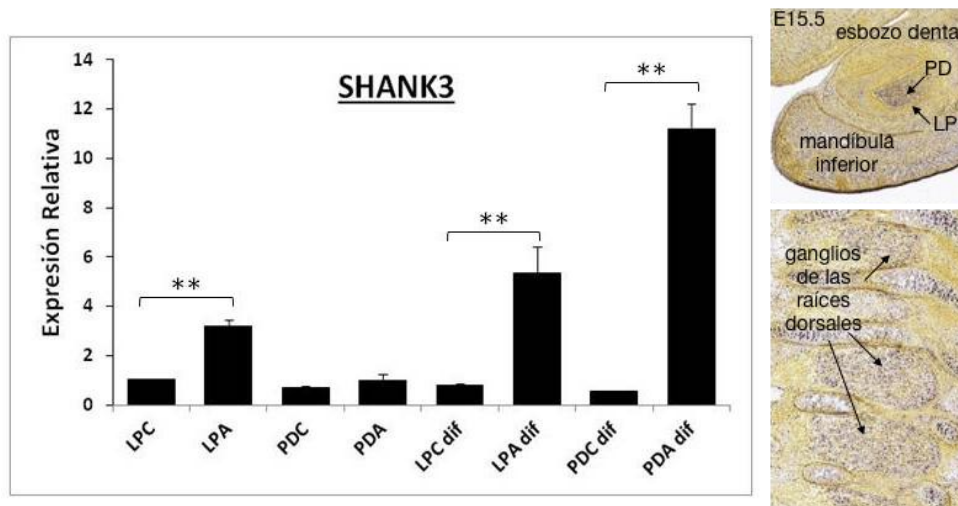 SHANK3
Expresión Relativa
14
12
10
8
6
4
2
0
**
**
**
LPC
LPA
PDC
PDA
LPC dif
LPA dif
PDC dif
PDA dif
E15.5
esbozo denta
PD
LP
mandíbula
inferior
ganglios
de las
raíces
dorsales